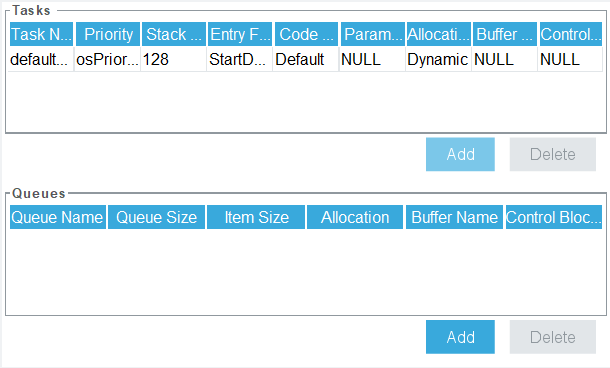 Tasks
Task N... Priority Stack ... Entry F... Code ... Param... Allocati... Buffer ... Control...
default... osPrior... 128 StartD... Default NULL Dynamic NULL NULL
Add Delete
Queues
Queue Name Queue Size Item Size Allocation Buffer Name Control Bloc...
Add Delete